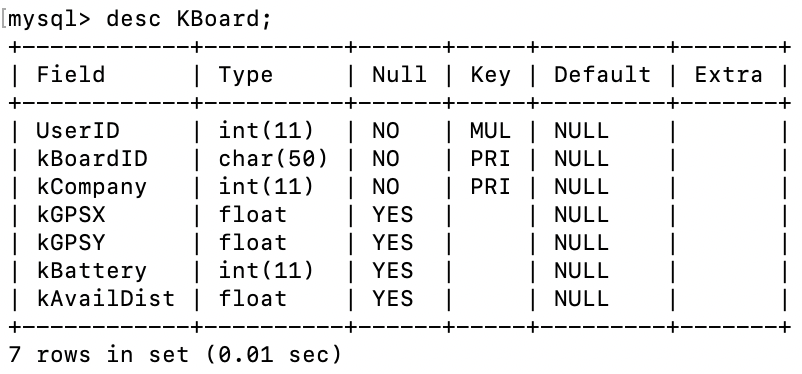 [mysql> desc KBoard;
+------------+----------+------+-----+---------+-------+
| Field      | Type     | Null | Key | Default | Extra |
+------------+----------+------+-----+---------+-------+
| UserID     | int(11)  | NO   | MUL | NULL    |       |
| kBoardID   | char(50) | NO   | PRI | NULL    |       |
| kCompany   | int(11)  | NO   | PRI | NULL    |       |
| kGPSX      | float    | YES  |     | NULL    |       |
| kGPSY      | float    | YES  |     | NULL    |       |
| kBattery   | int(11)  | YES  |     | NULL    |       |
| kAvailDist | float    | YES  |     | NULL    |       |
+------------+----------+------+-----+---------+-------+
7 rows in set (0.01 sec)